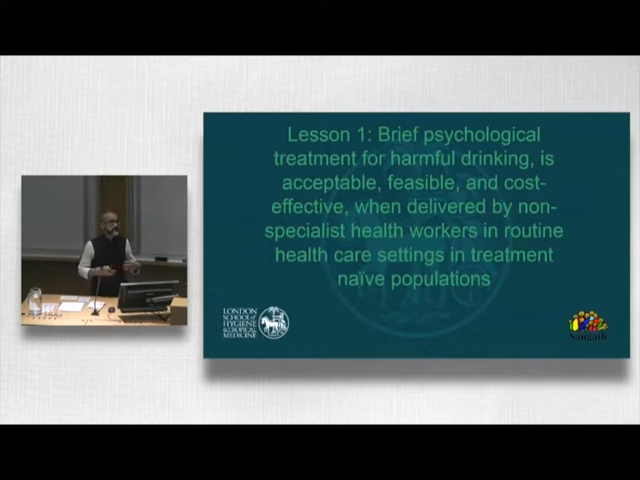 Lesson 1: Brief psychological
treatment for harmful drinking, is
acceptable, feasible, and cost-
effective, when delivered by non-
specialist health workers in routine
health care settings in treatment
naïve populations
LONDON
SCHOOL of
HYGIENE
& TROPICAL
MEDICINE
Sangath